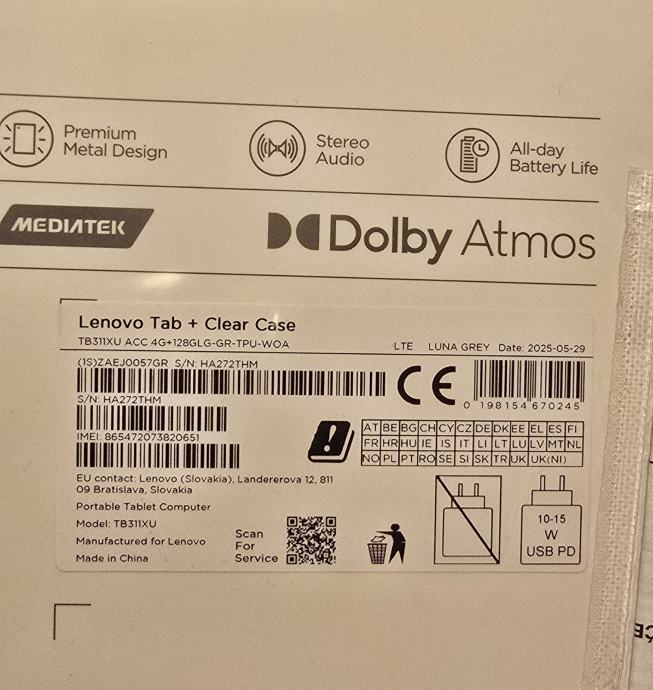 Premium
Metal Design
Stereo
Audio
All-day
Battery Life
MEDIATEK
Dolby Atmos
Lenovo Tab + Clear Case
TB311XU ACC 4G+128GLG-GR-TPU-WOA LTE LUNA GREY Date: 2025-05-29
(1S)ZAEJ0057GR S/N: HA272THM
S/N: HA272THM
CE
0 198154 670245
IMEI: 865472073820651
AT BE BG CH CY CZ DE DK EE EL ES FI
FR HR HU IE IS IT LI LT LU LV MT NL
NO PL PT RO SE SI SK TR UK UK(NI)
EU contact: Lenovo (Slovakia), Landererova 12, 811
09 Bratislava, Slovakia
Portable Tablet Computer
Model: TB311XU
Manufactured for Lenovo
Made in China
Scan
For
Service
10-15
W
USB PD